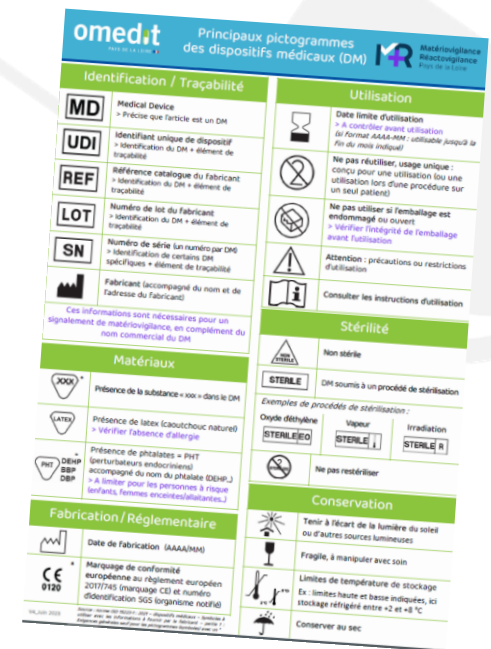 omedit
PAYS DE LA LOIRE
Principaux pictogrammes
des dispositifs médicaux (DM)
MR
Matériovigilance
Réactovigilance
Pays de la Loire
Identification / Traçabilité
MD
Medical Device
> Précise que l'article est un DM
UDI
Identifiant unique de dispositif
> Identification du DM + élément de
traçabilité
REF
Référence catalogue du fabricant
> Identification du DM + élément de
traçabilité
LOT
Numéro de lot du fabricant
> Identification du DM + élément de
traçabilité
SN
Numéro de série (un numéro par DM)
> Identification de certains DM
spécifiques + élément de traçabilité
Fabricant (accompagné du nom et de
l'adresse du fabricant)
Ces informations sont nécessaires pour un
signalement de matériovigilance, en complément du
nom commercial du DM
Matériaux
XXX *
Présence de la substance « xxx » dans le DM
LATEX
Présence de latex (caoutchouc naturel)
> Vérifier l'absence d'allergie
PHT
*
DEHP
BBP
DBP
Présence de phtalates = PHT
(perturbateurs endocriniens)
accompagné du nom du phtalate (DEHP...)
> A limiter pour les personnes à risque
(enfants, femmes enceintes/allaitantes...)
Fabrication / Réglementaire
Date de fabrication (AAAA/MM)
CE *
0120
Marquage de conformité
européenne au règlement européen
2017/745 (marquage CE) et numéro
d'identification SGS (organisme notifié)
Utilisation
Date limite d'utilisation
> A contrôler avant utilisation
(si format AAAA-MM : utilisable jusqu'à la
fin du mois indiqué)
2
Ne pas réutiliser, usage unique :
conçu pour une utilisation (ou une
utilisation lors d'une procédure sur
un seul patient)
Ne pas utiliser si l'emballage est
endommagé ou ouvert
> Vérifier l'intégrité de l'emballage
avant l'utilisation
Attention : précautions ou restrictions
d'utilisation
Consulter les instructions d'utilisation
Stérilité
NON
STERILE
Non stérile
STERILE
DM soumis à un procédé de stérilisation
Exemples de procédés de stérilisation :
Oxyde d'éthylène
Vapeur
Irradiation
STERILE EO
STERILE
STERILE R
Ne pas restériliser
Conservation
Tenir à l'écart de la lumière du soleil
ou d'autres sources lumineuses
Fragile, à manipuler avec soin
Limites de température de stockage
Ex : limites haute et basse indiquées, ici
stockage réfrigéré entre +2 et +8 °C
Conserver au sec